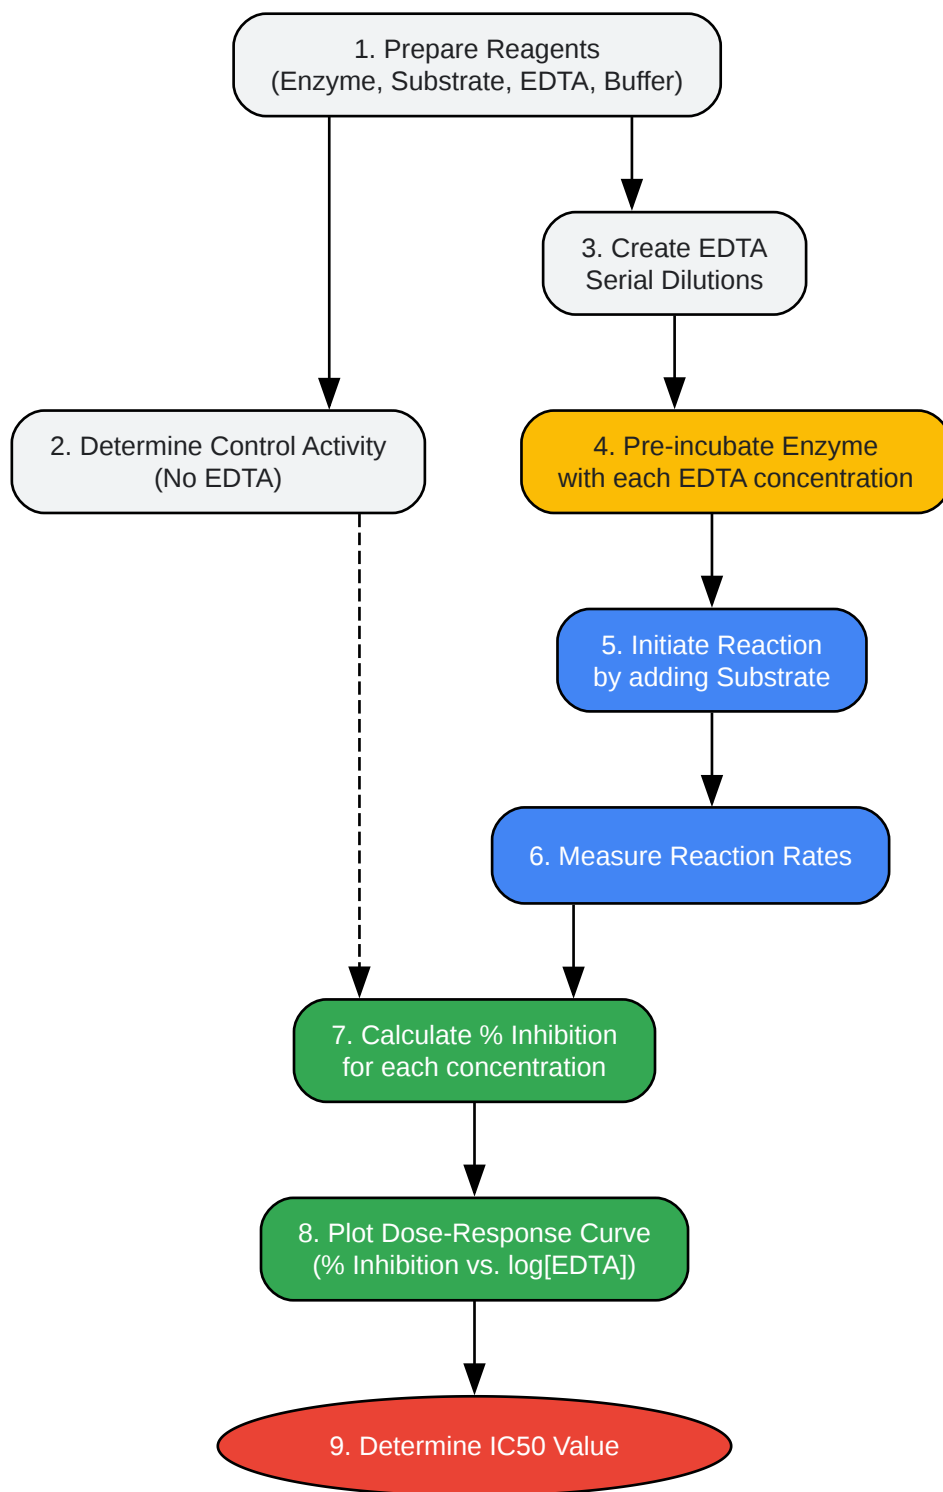 1. Prepare Reagents
(Enzyme, Substrate, EDTA, Buffer)
3. Create EDTA
Serial Dilutions
2. Determine Control Activity
(No EDTA)
4. Pre-incubate Enzyme
with each EDTA concentration
5. Initiate Reaction
by adding Substrate
6. Measure Reaction Rates
7. Calculate % Inhibition
for each concentration
8. Plot Dose-Response Curve
(% Inhibition vs. log[EDTA])
9. Determine IC50 Value